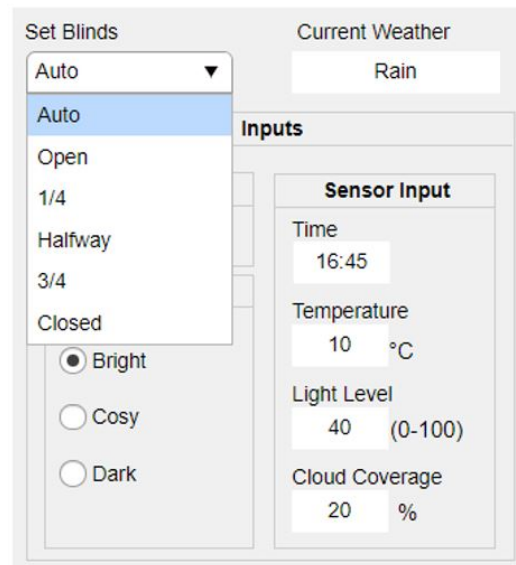 Set Blinds
Current Weather
Auto
Rain
Auto
Open
1/4
Halfway
3/4
Closed
Inputs
Bright
Cosy
Dark
Sensor Input
Time
16:45
Temperature
10 °C
Light Level
40 (0-100)
Cloud Coverage
20 %